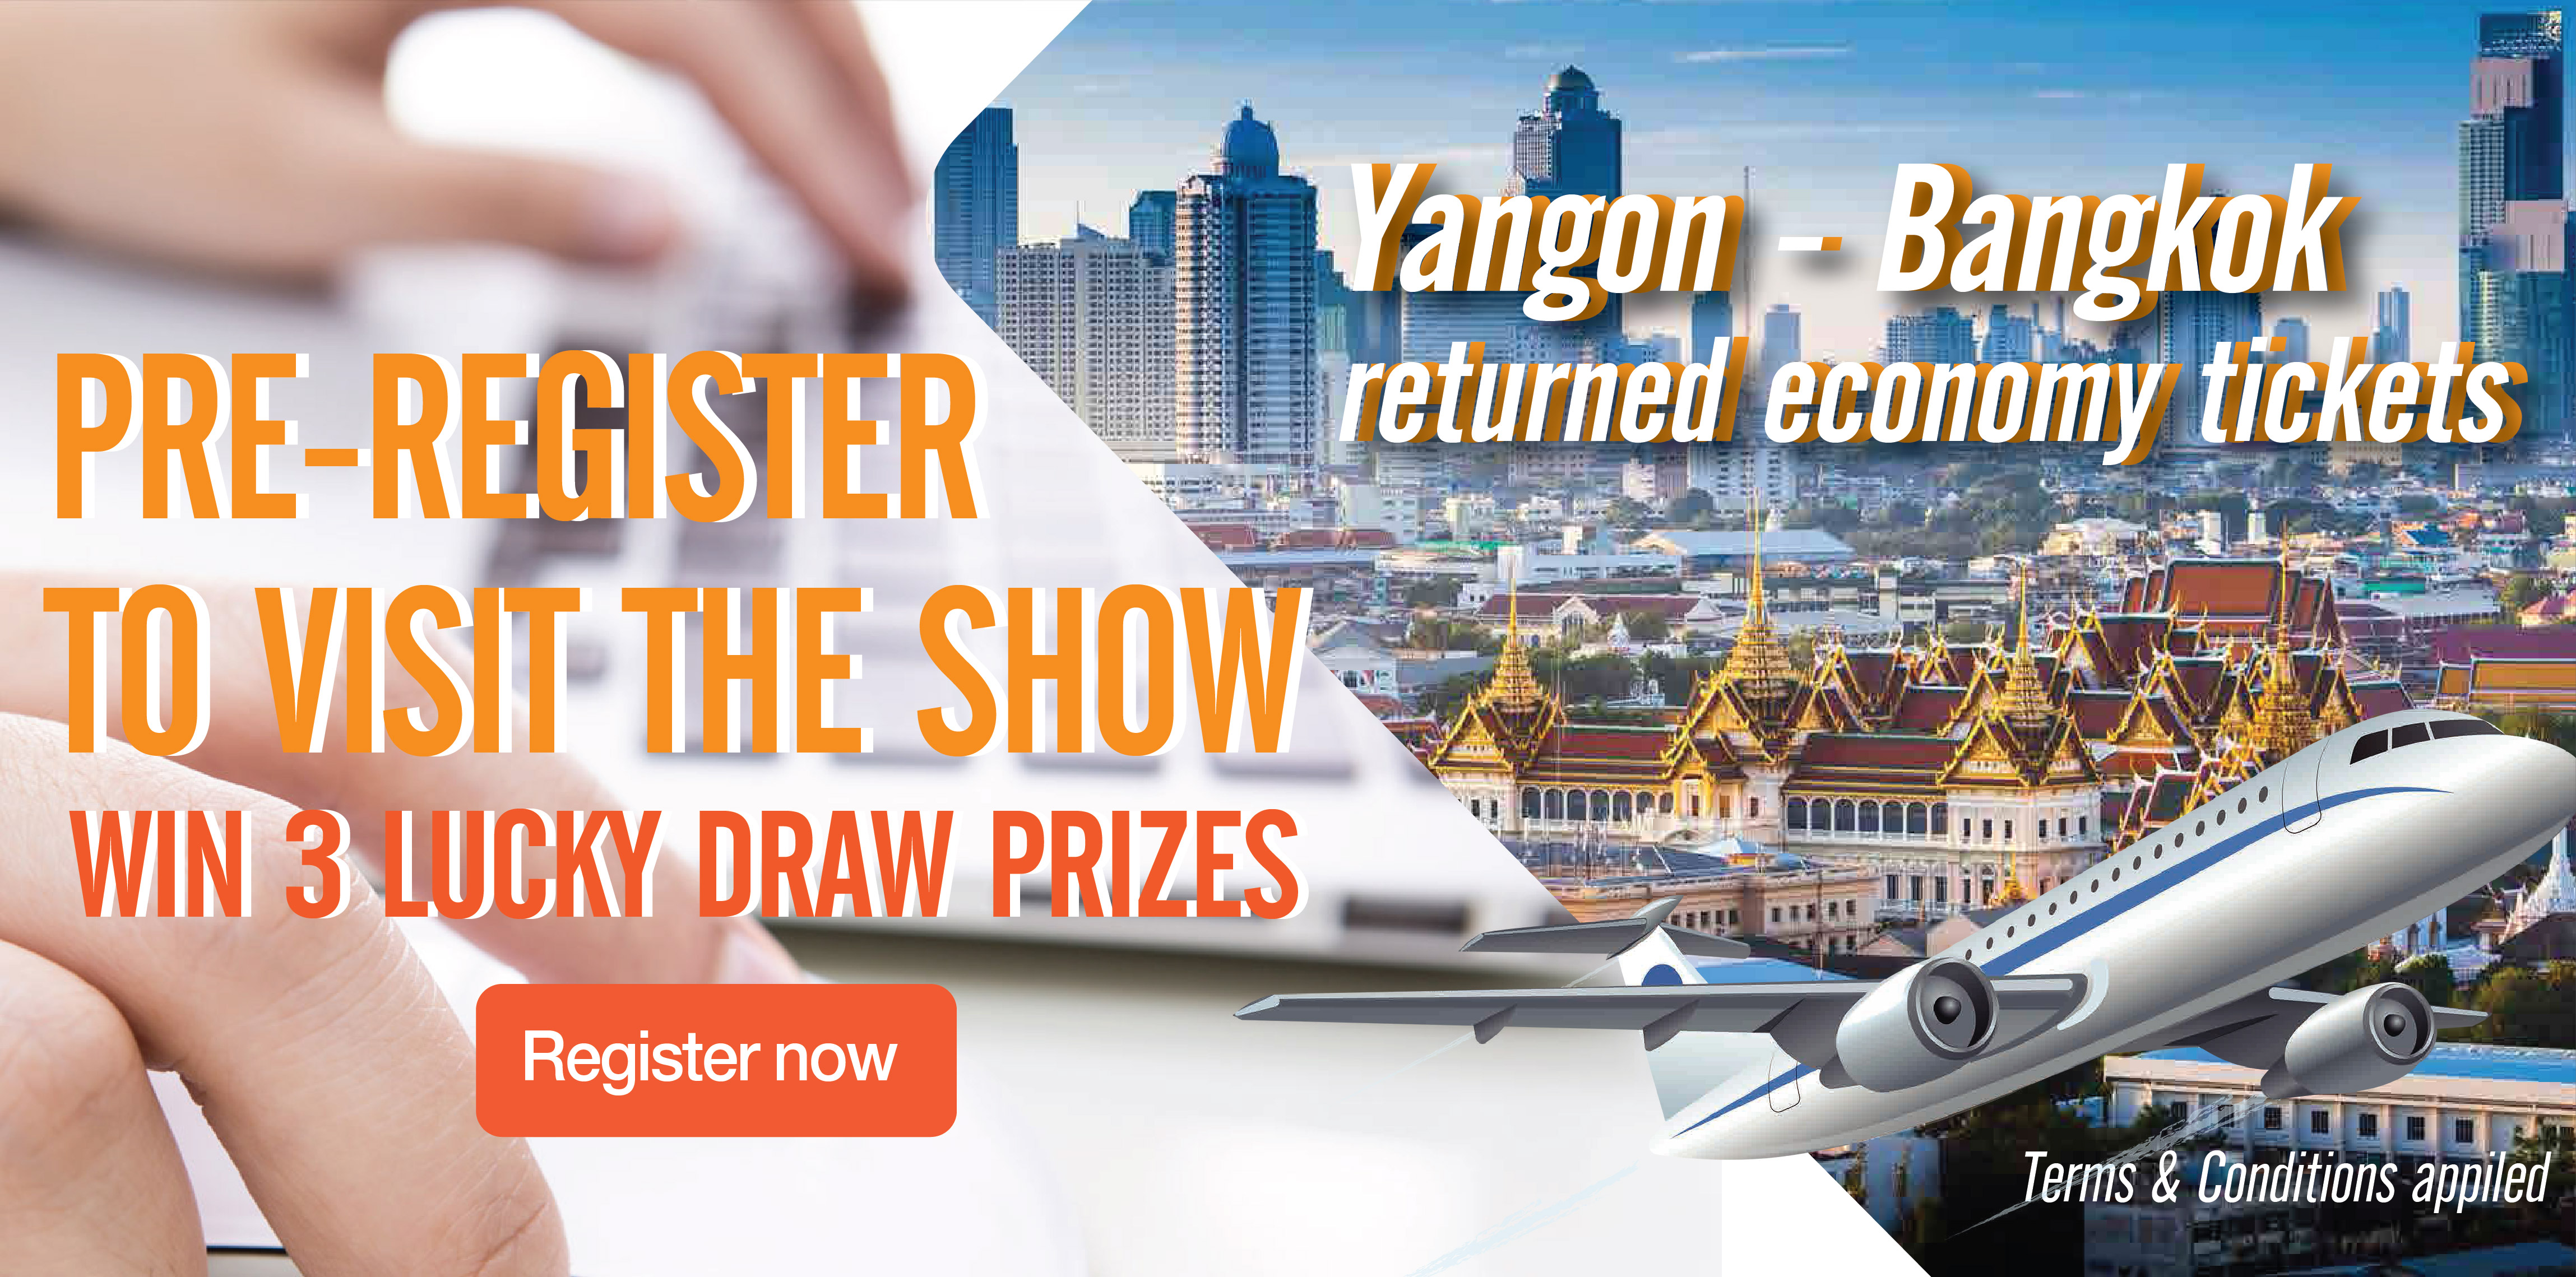 PRE-REGISTER
TO VISIT THE SHOW
WIN 3 LUCKY DRAW PRIZES
Register now
Yangon - Bangkok
returned economy tickets
Terms & Conditions appiled